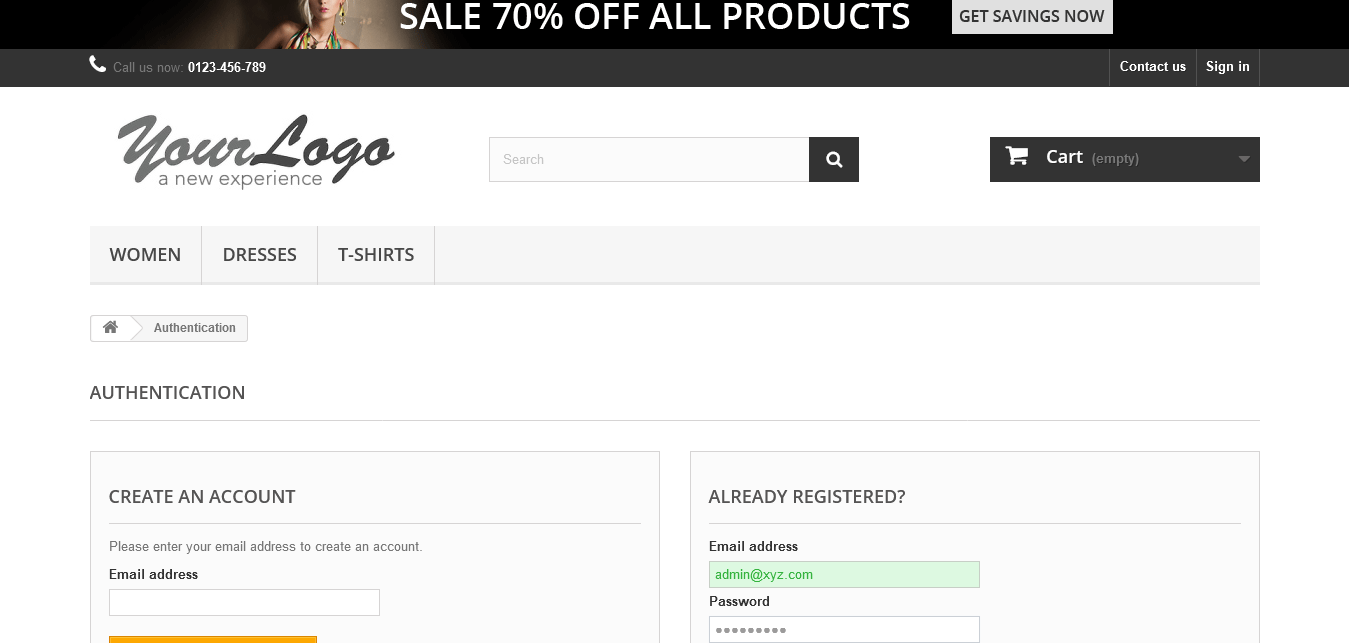 SALE 70% OFF ALL PRODUCTS
GET SAVINGS NOW
Call us now: 0123-456-789
Contact us
Sign in
YourLogo
a new experience
Search
Cart (empty)
WOMEN
DRESSES
T-SHIRTS
Authentication
AUTHENTICATION
CREATE AN ACCOUNT
Please enter your email address to create an account.
Email address
ALREADY REGISTERED?
Email address
admin@xyz.com
Password